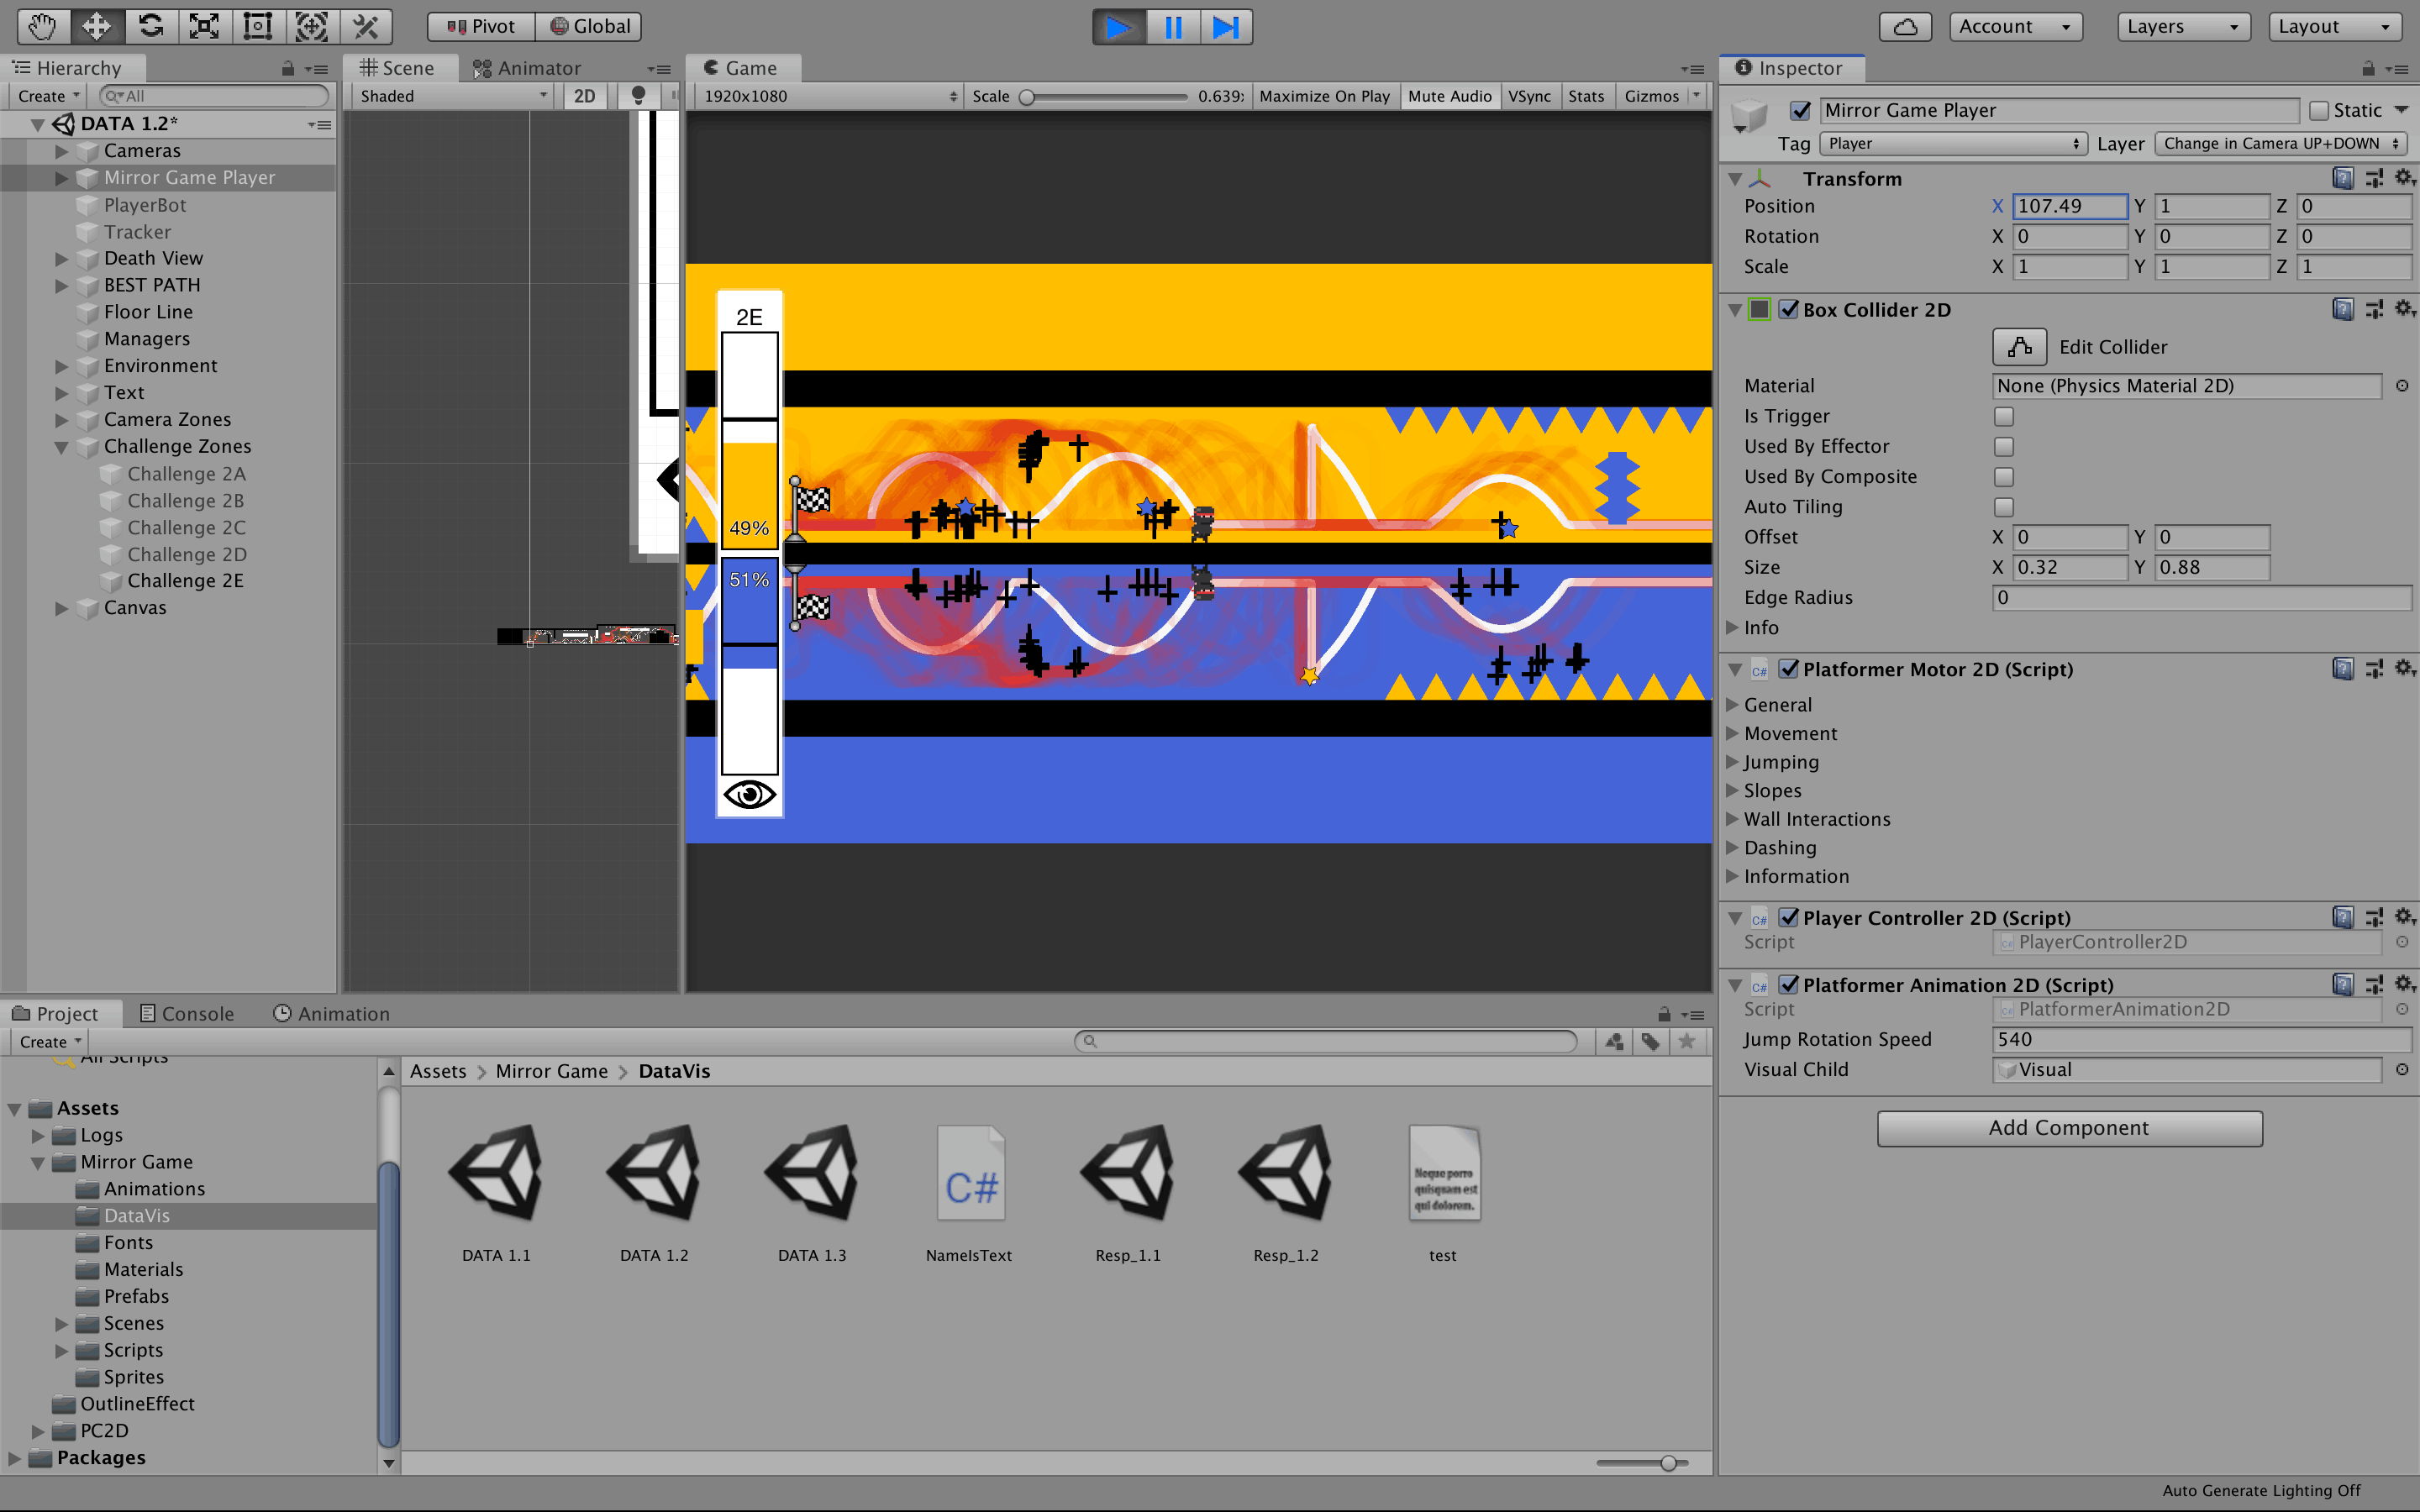 Pivot Global Account Layers Layout
Hierarchy
Create All
DATA 1.2*
Cameras
Mirror Game Player
PlayerBot
Tracker
Death View
BEST PATH
Floor Line
Managers
Environment
Text
Camera Zones
Challenge Zones
Challenge 2A
Challenge 2B
Challenge 2C
Challenge 2D
Challenge 2E
Canvas
Scene Animator
Shaded 2D
Game
1920x1080 Scale 0.639 Maximize On Play Mute Audio VSync Stats Gizmos
2E
49%
51%
Inspector
Mirror Game Player Static
Tag Player Layer Change in Camera UP+DOWN
Transform
Position X 107.49 Y 1 Z 0
Rotation X 0 Y 0 Z 0
Scale X 1 Y 1 Z 1
Box Collider 2D
Edit Collider
Material None (Physics Material 2D)
Is Trigger
Used By Effector
Used By Composite
Auto Tiling
Offset X 0 Y 0
Size X 0.32 Y 0.88
Edge Radius 0
Info
C# Platformer Motor 2D (Script)
General
Movement
Jumping
Slopes
Wall Interactions
Dashing
Information
C# Player Controller 2D (Script)
Script PlayerController2D
C# Platformer Animation 2D (Script)
Script PlatformerAnimation2D
Jump Rotation Speed 540
Visual Child Visual
Add Component
Project Console Animation
Create
All Scripts
Assets
Logs
Mirror Game
Animations
DataVis
Fonts
Materials
Prefabs
Scenes
Scripts
Sprites
OutlineEffect
PC2D
Packages
Assets Mirror Game DataVis
C#
Neque porro
quisquam est
qui dolorem.
DATA 1.1 DATA 1.2 DATA 1.3 NameIsText Resp_1.1 Resp_1.2 test
Auto Generate Lighting Off